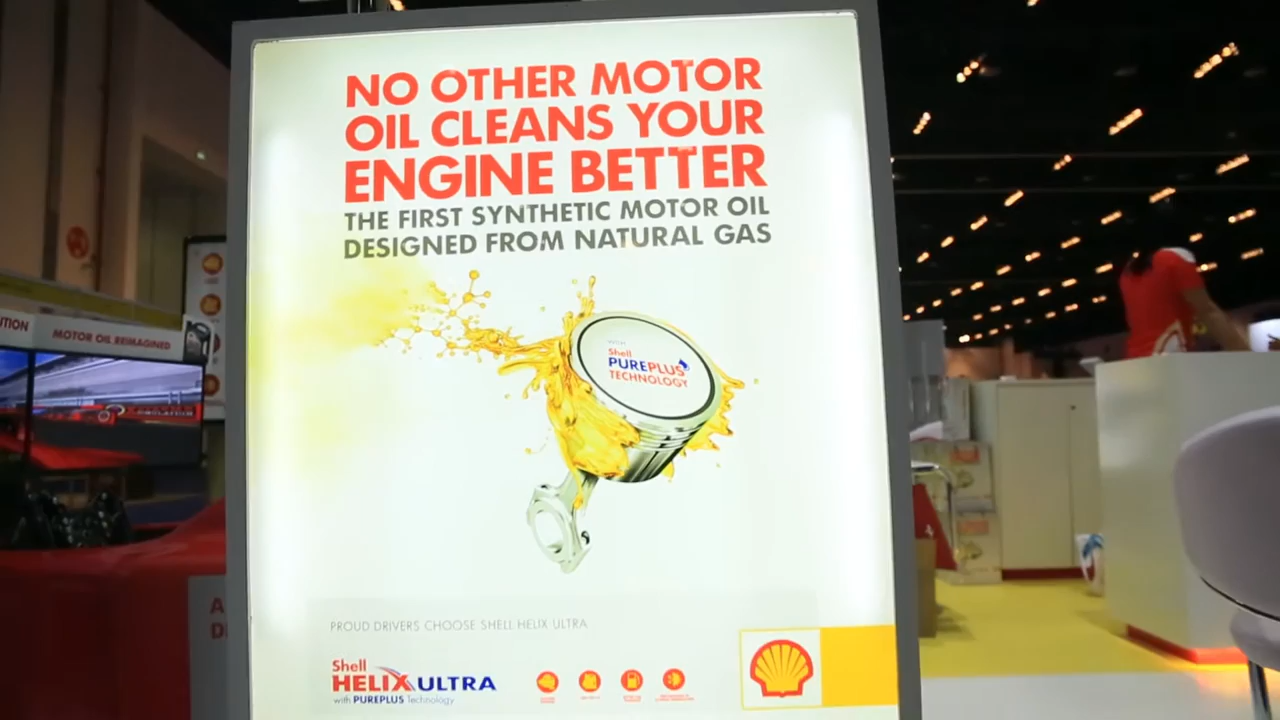 NO OTHER MOTOR
OIL CLEANS YOUR
ENGINE BETTER
THE FIRST SYNTHETIC MOTOR OIL
DESIGNED FROM NATURAL GAS
WITH
Shell
PUREPLUS
TECHNOLOGY
PROUD DRIVERS CHOOSE SHELL HELIX ULTRA
Shell
HELIX ULTRA
with PUREPLUS Technology
MOTOR OIL REIMAGINED